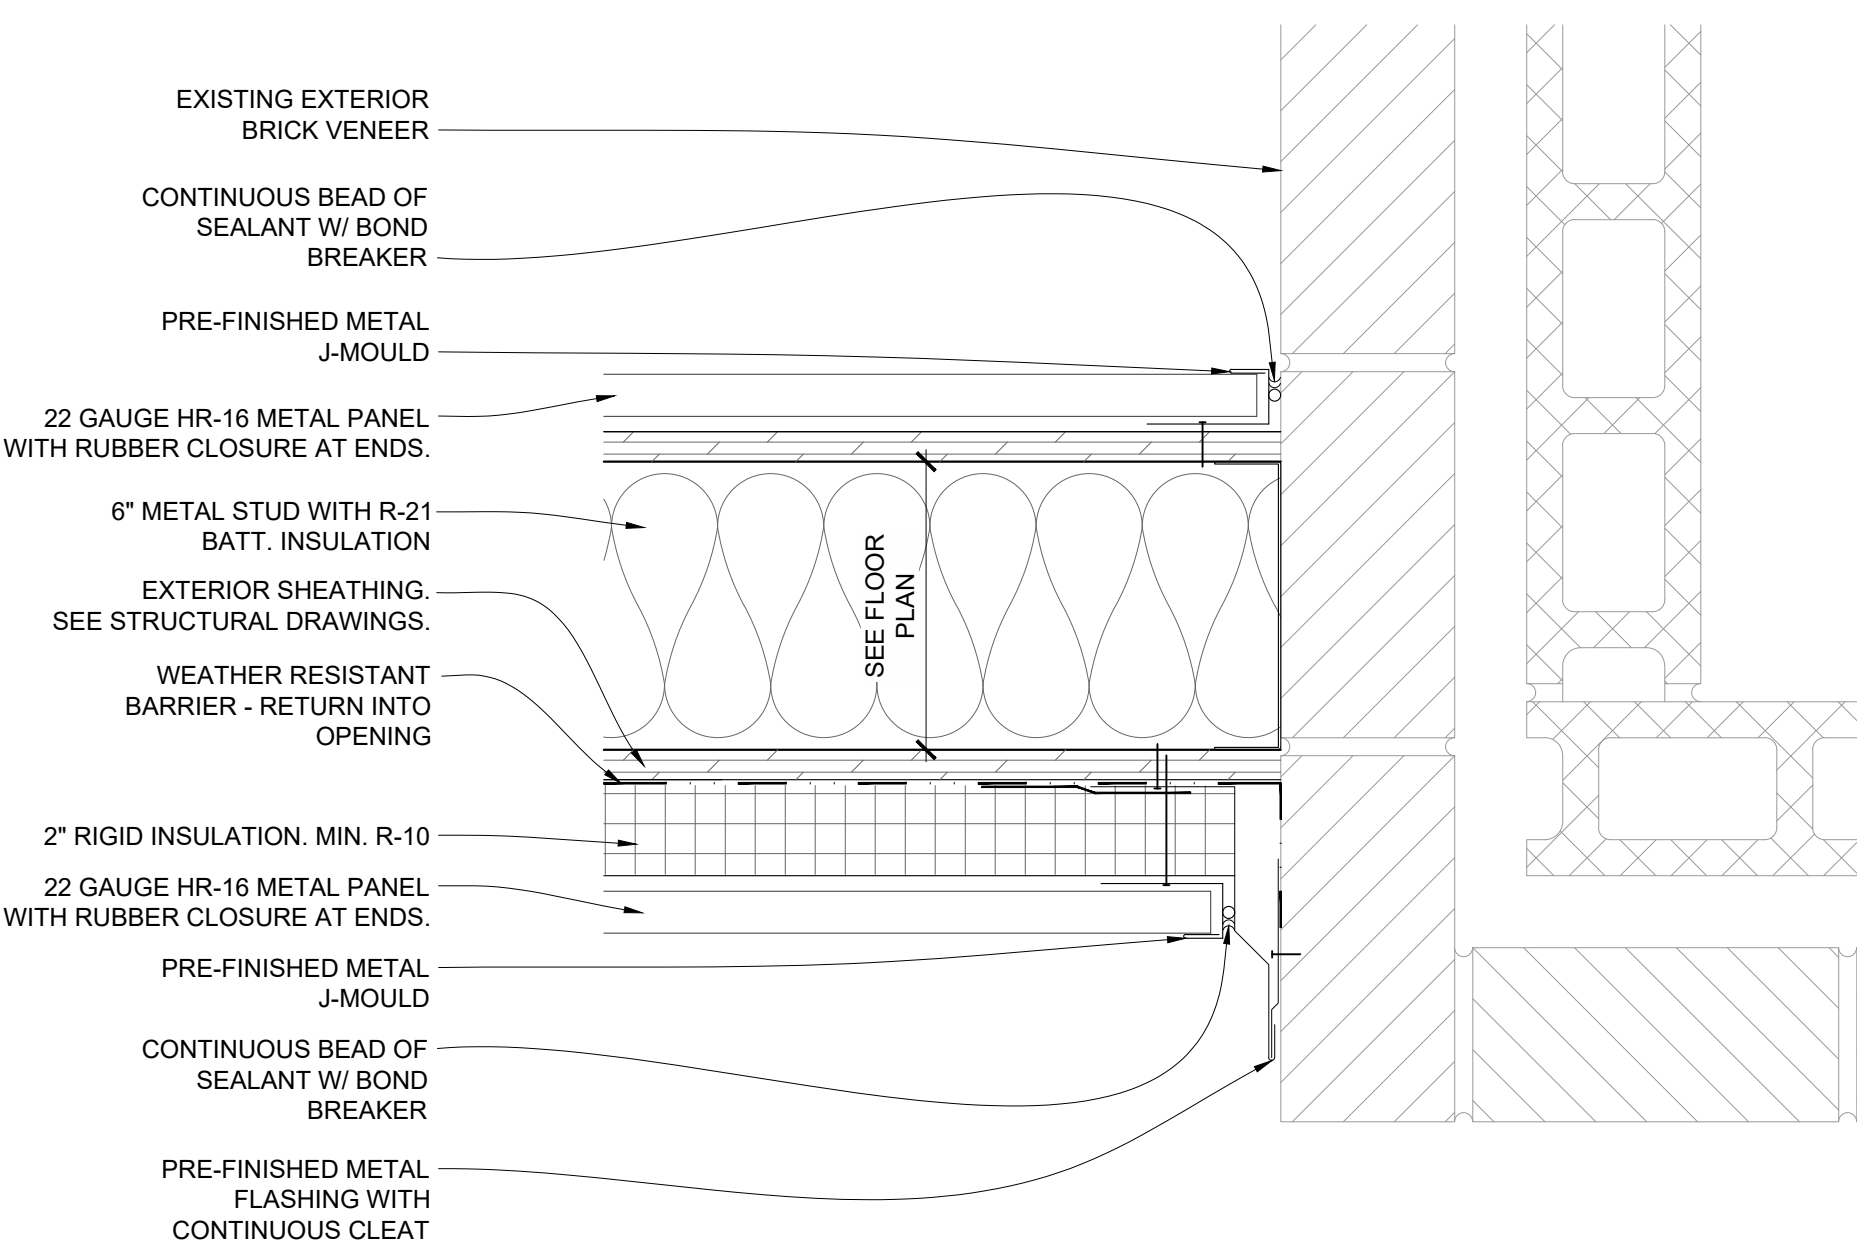 EXISTING EXTERIOR
BRICK VENEER
CONTINUOUS BEAD OF
SEALANT W/ BOND
BREAKER
PRE-FINISHED METAL
J-MOULD
22 GAUGE HR-16 METAL PANEL
WITH RUBBER CLOSURE AT ENDS.
6" METAL STUD WITH R-21
BATT. INSULATION
EXTERIOR SHEATHING.
SEE STRUCTURAL DRAWINGS.
SEE FLOOR
PLAN
WEATHER RESISTANT
BARRIER - RETURN INTO
OPENING
2" RIGID INSULATION. MIN. R-10
22 GAUGE HR-16 METAL PANEL
WITH RUBBER CLOSURE AT ENDS.
PRE-FINISHED METAL
J-MOULD
CONTINUOUS BEAD OF
SEALANT W/ BOND
BREAKER
PRE-FINISHED METAL
FLASHING WITH
CONTINUOUS CLEAT